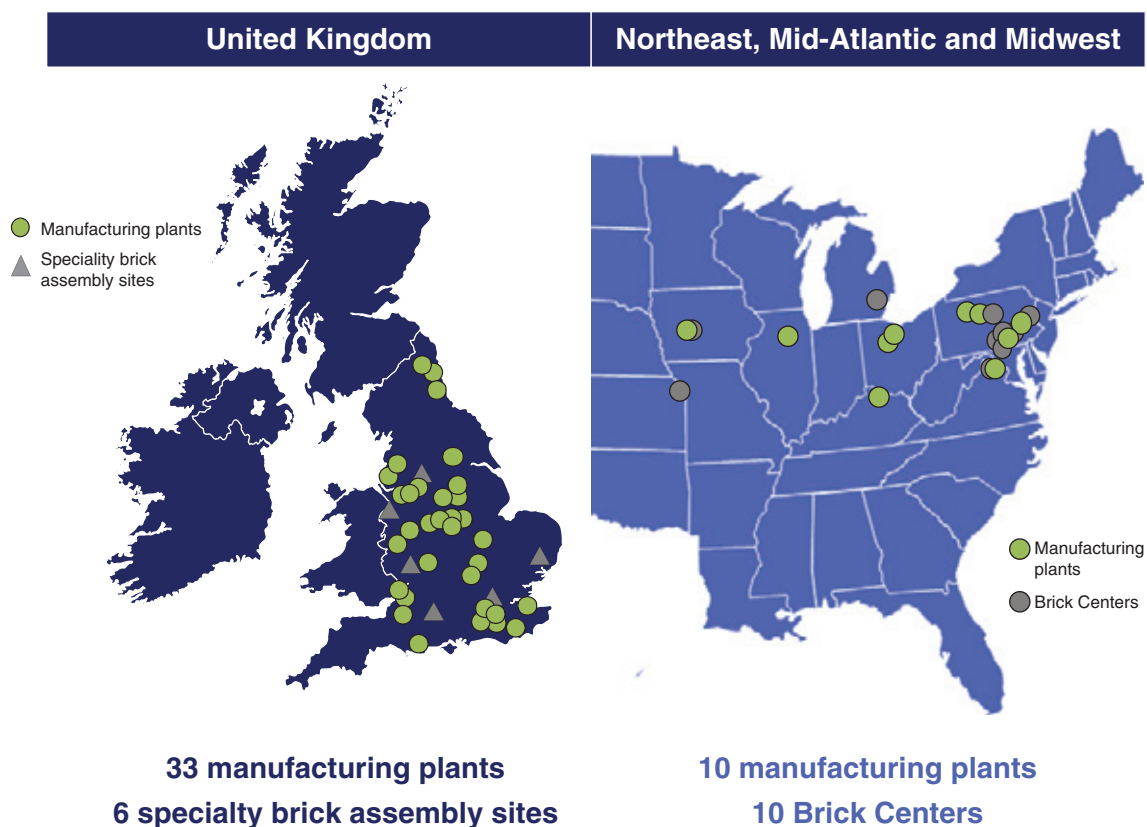 United Kingdom
Northeast, Mid-Atlantic and Midwest
Manufacturing plants
Speciality brick
assembly sites
Manufacturing
plants
Brick Centers
33 manufacturing plants
6 specialty brick assembly sites
10 manufacturing plants
10 Brick Centers